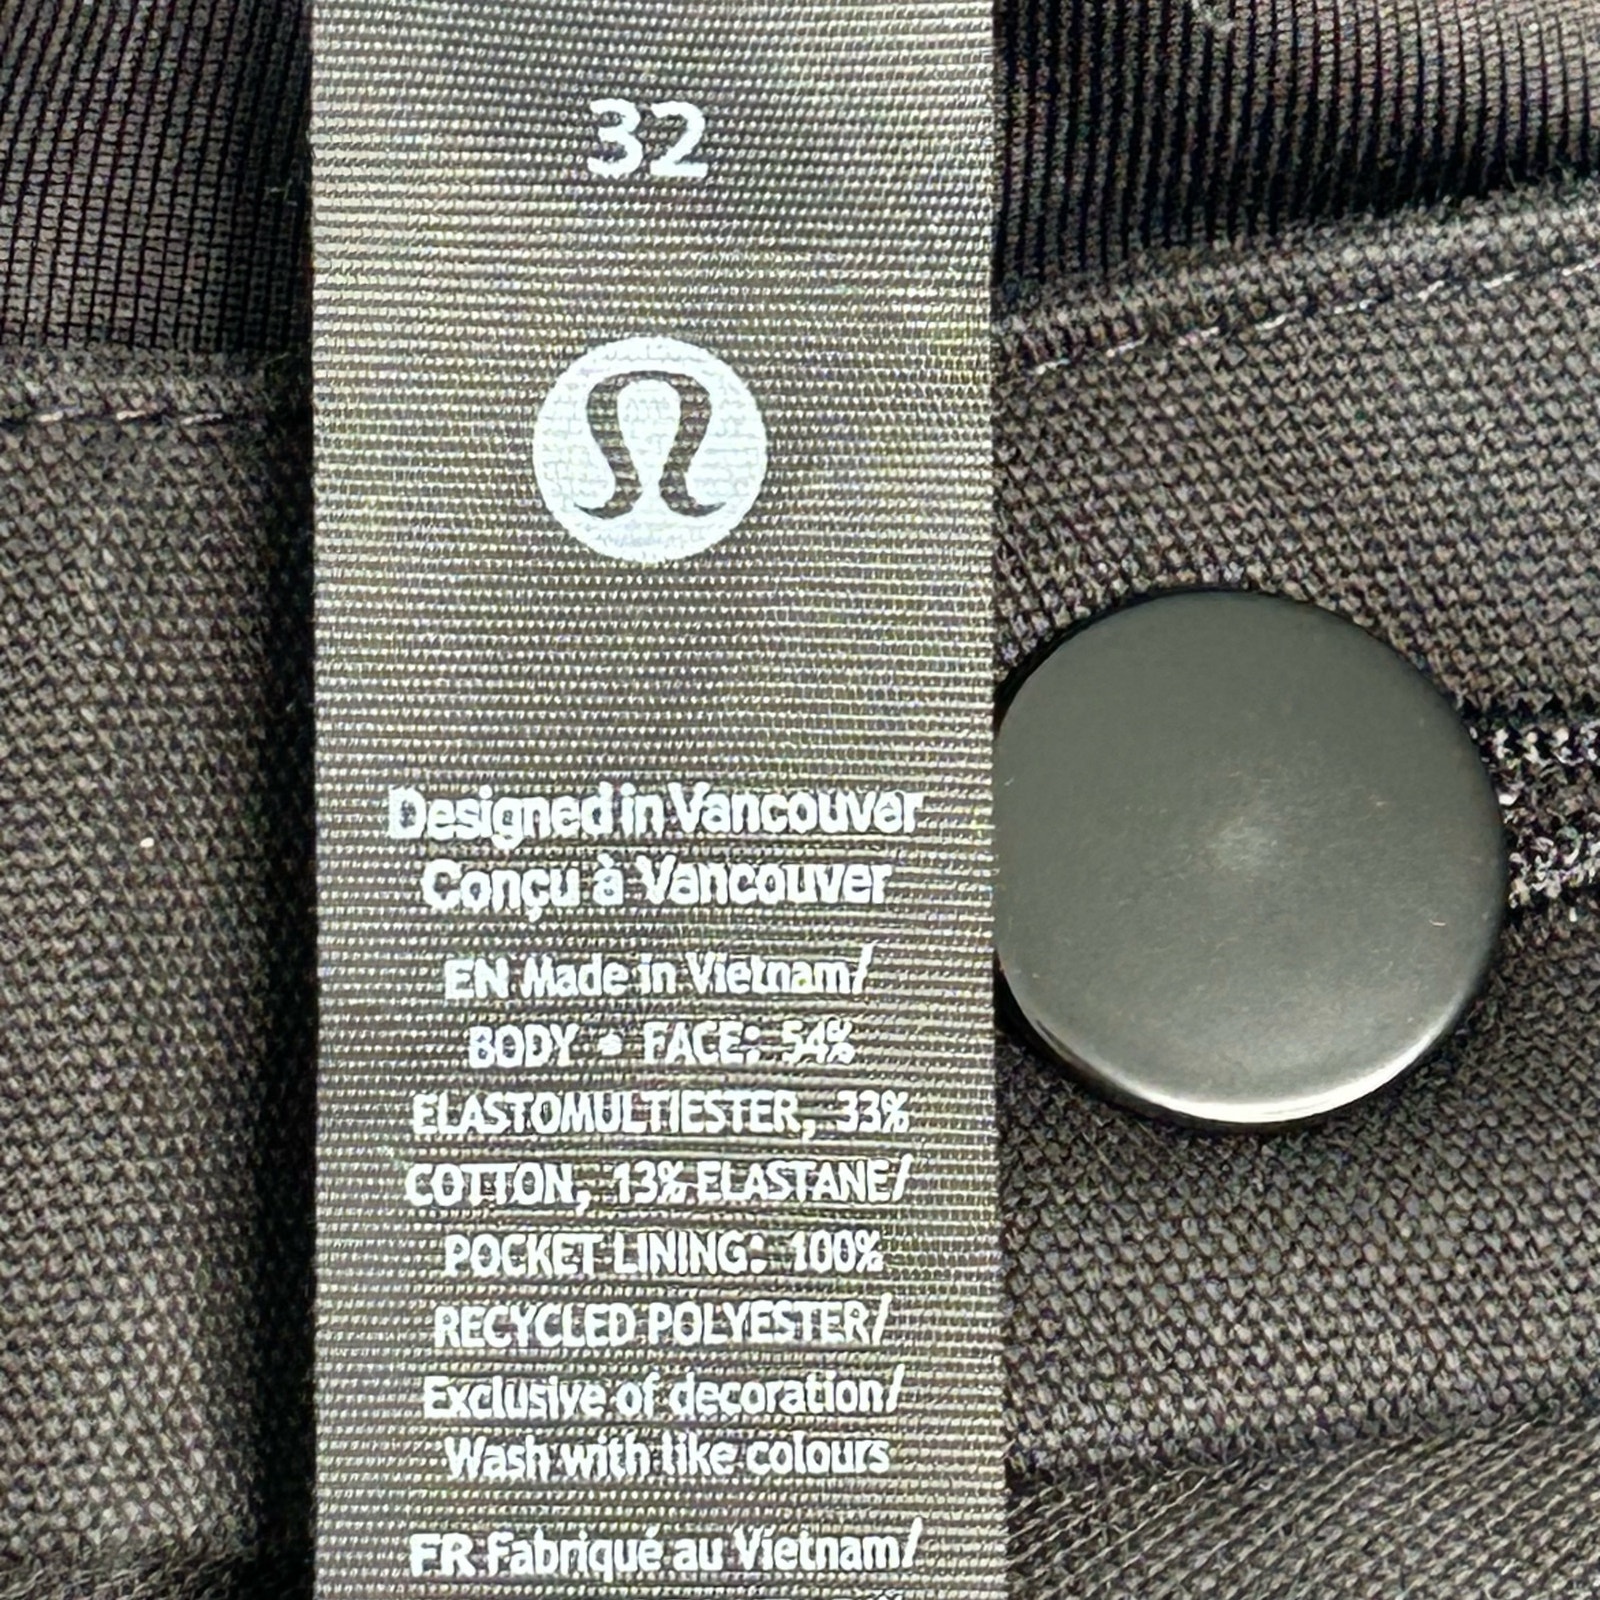 32
Designed in Vancouver
Conçu à Vancouver
EN Made in Vietnam/
BODY • FACE: 54%
ELASTOMULTIESTER, 33%
COTTON, 13% ELASTANE/
POCKET LINING: 100%
RECYCLED POLYESTER/
Exclusive of decoration/
Wash with like colours
FR Fabriqué au Vietnam/